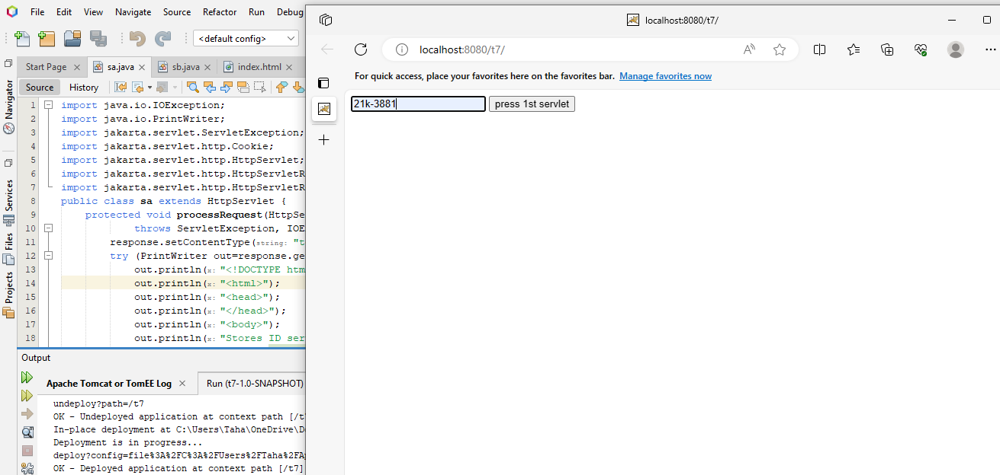 File Edit View Navigate Source Refactor Run Debug
<default config>
Start Page sa.java sb.java index.html
Source History
Navigator
Services
Files
Projects
1 import java.io.IOException;
2 import java.io.PrintWriter;
3 import jakarta.servlet.ServletException;
4 import jakarta.servlet.http.Cookie;
5 import jakarta.servlet.http.HttpServlet;
6 import jakarta.servlet.http.HttpServletR
7 import jakarta.servlet.http.HttpServletR
8 public class sa extends HttpServlet {
9 protected void processRequest(HttpSe
10 throws ServletException, IOE
11 response.setContentType(string: "t
12 try (PrintWriter out=response.ge
13 out.println(x: "<!DOCTYPE htm
14 out.println(x: "<html>");
15 out.println(x: "<head>");
16 out.println(x: "</head>");
17 out.println(x: "<body>");
18 out.println(x: "Stores ID ser
Output
Apache Tomcat or TomEE Log Run (t7-1.0-SNAPSHOT)
undeploy?path=/t7
OK - Undeployed application at context path [/t
In-place deployment at C:\Users\Taha\OneDrive\D
Deployment is in progress...
deploy?config=file%3A%2FC%3A%2FUsers%2FTaha%2FA
OK - Deployed application at context path [/t7]
localhost:8080/t7/
localhost:8080/t7/
For quick access, place your favorites here on the favorites bar. Manage favorites now
21k-3881 press 1st servlet